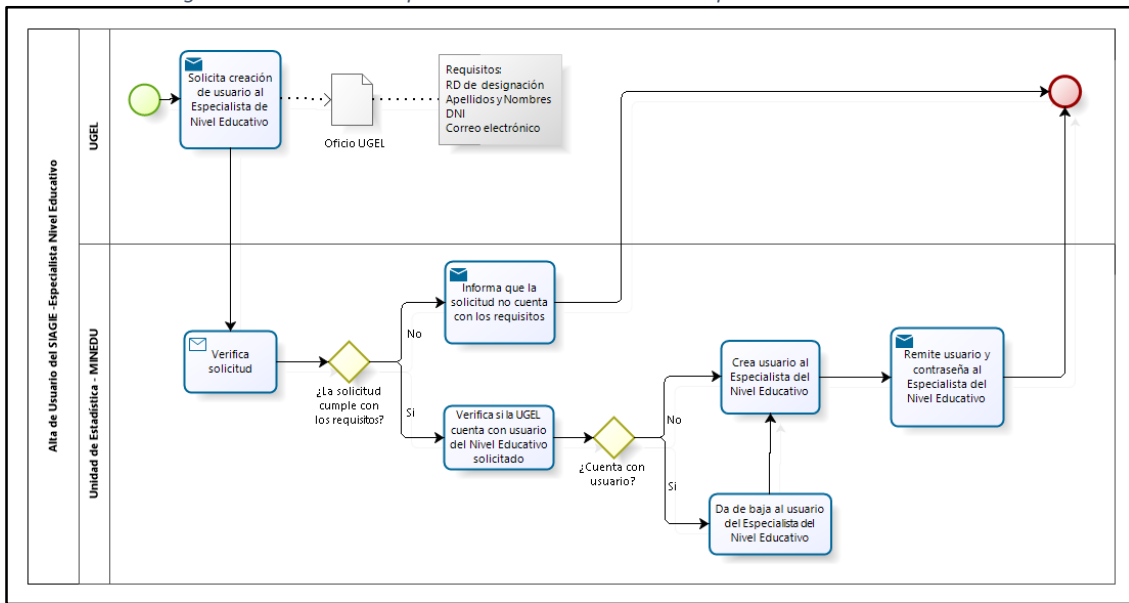 Alta de Usuario del SIAGIE -Especialista Nivel Educativo
UGEL
Solicita creación
de usuario al
Especialista de
Nivel Educativo
Oficio UGEL
Requisitos:
RD de designación
Apellidos y Nombres
DNI
Correo electrónico
Unidad de Estadística - MINEDU
Verifica
solicitud
¿La solicitud
cumple con
los requisitos?
No
Informa que la
solicitud no cuenta
con los requisitos
Si
Verifica si la UGEL
cuenta con usuario
del Nivel Educativo
solicitado
¿Cuenta con
usuario?
No
Crea usuario al
Especialista del
Nivel Educativo
Remite usuario y
contraseña al
Especialista del
Nivel Educativo
Si
Da de baja al usuario
del Especialista del
Nivel Educativo